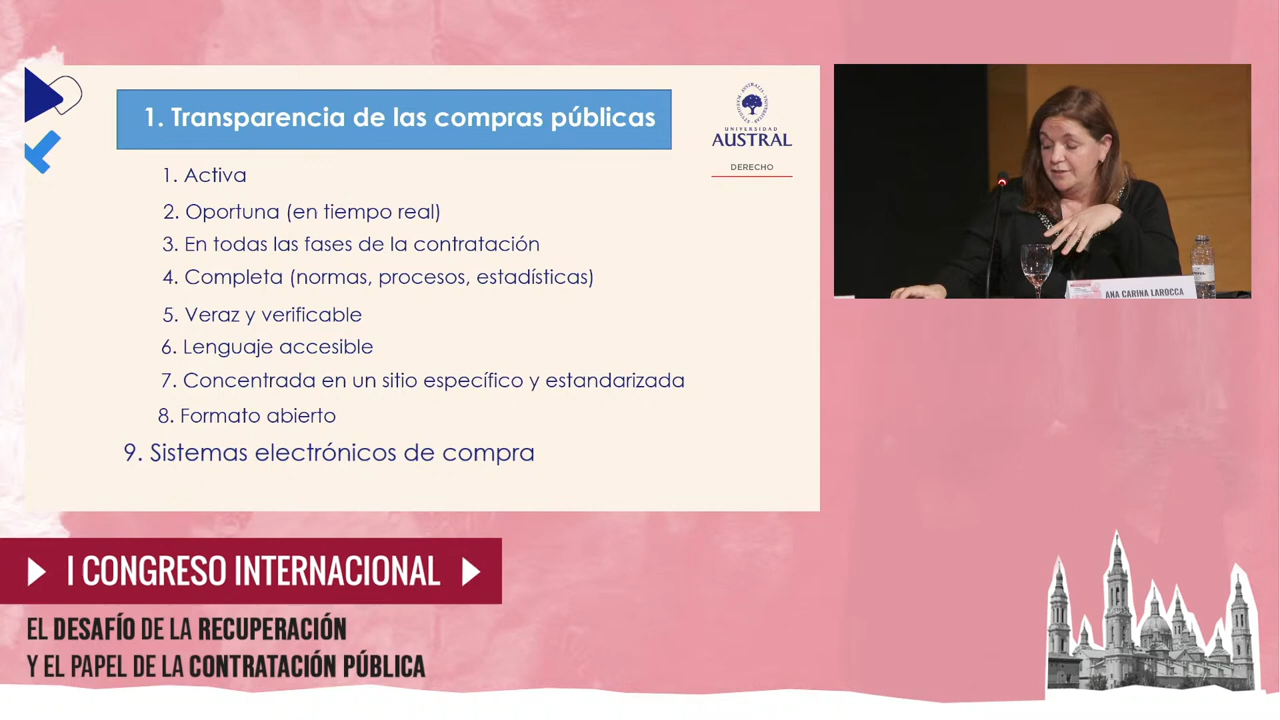 1. Transparencia de las compras públicas
UNIVERSIDAD
AUSTRAL
DERECHO
1. Activa
2. Oportuna (en tiempo real)
3. En todas las fases de la contratación
4. Completa (normas, procesos, estadísticas)
5. Veraz y verificable
6. Lenguaje accesible
7. Concentrada en un sitio específico y estandarizada
8. Formato abierto
9. Sistemas electrónicos de compra
ANA CARINA LAROCCA
I CONGRESO INTERNACIONAL
EL DESAFÍO DE LA RECUPERACIÓN
Y EL PAPEL DE LA CONTRATACIÓN PÚBLICA